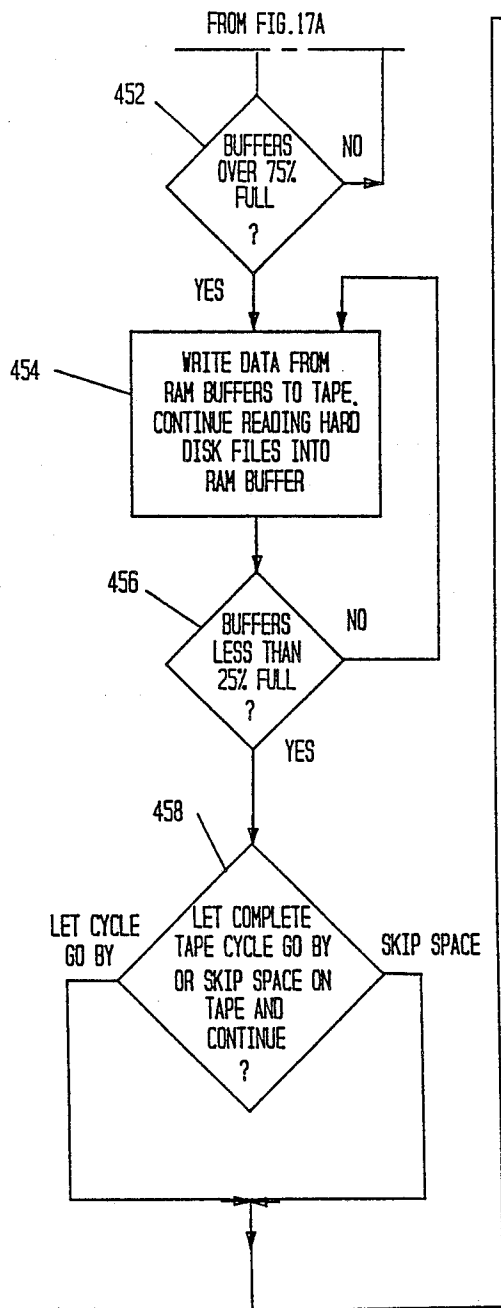 FROM FIG.17A
452
BUFFERS
OVER 75%
FULL
?
NO
YES
454
WRITE DATA FROM
RAM BUFFERS TO TAPE.
CONTINUE READING HARD
DISK FILES INTO
RAM BUFFER
456
BUFFERS
LESS THAN
25% FULL
?
NO
YES
458
LET CYCLE
GO BY
LET COMPLETE
TAPE CYCLE GO BY
OR SKIP SPACE ON
TAPE AND
CONTINUE
?
SKIP SPACE